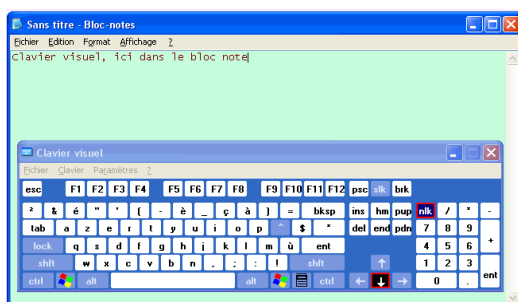 Sans titre - Bloc-notes
Fichier Edition Format Affichage ?
Clavier visuel, ici dans le bloc note
Clavier visuel
Fichier Clavier Paramètres ?
esc F1 F2 F3 F4 F5 F6 F7 F8 F9 F10 F11 F12 psc slk brk
² & é " ' ( - è _ ç à ) = bksp ins hm pup nlk / * -
tab a z e r t y u i o p ^ $ * del end pdn 7 8 9
lock q s d f g h j k l m ù ent 4 5 6 +
shft w x c v b n , ; : ! shft ↑ 1 2 3
ctrl alt alt ctrl ← ↓ → 0 . ent